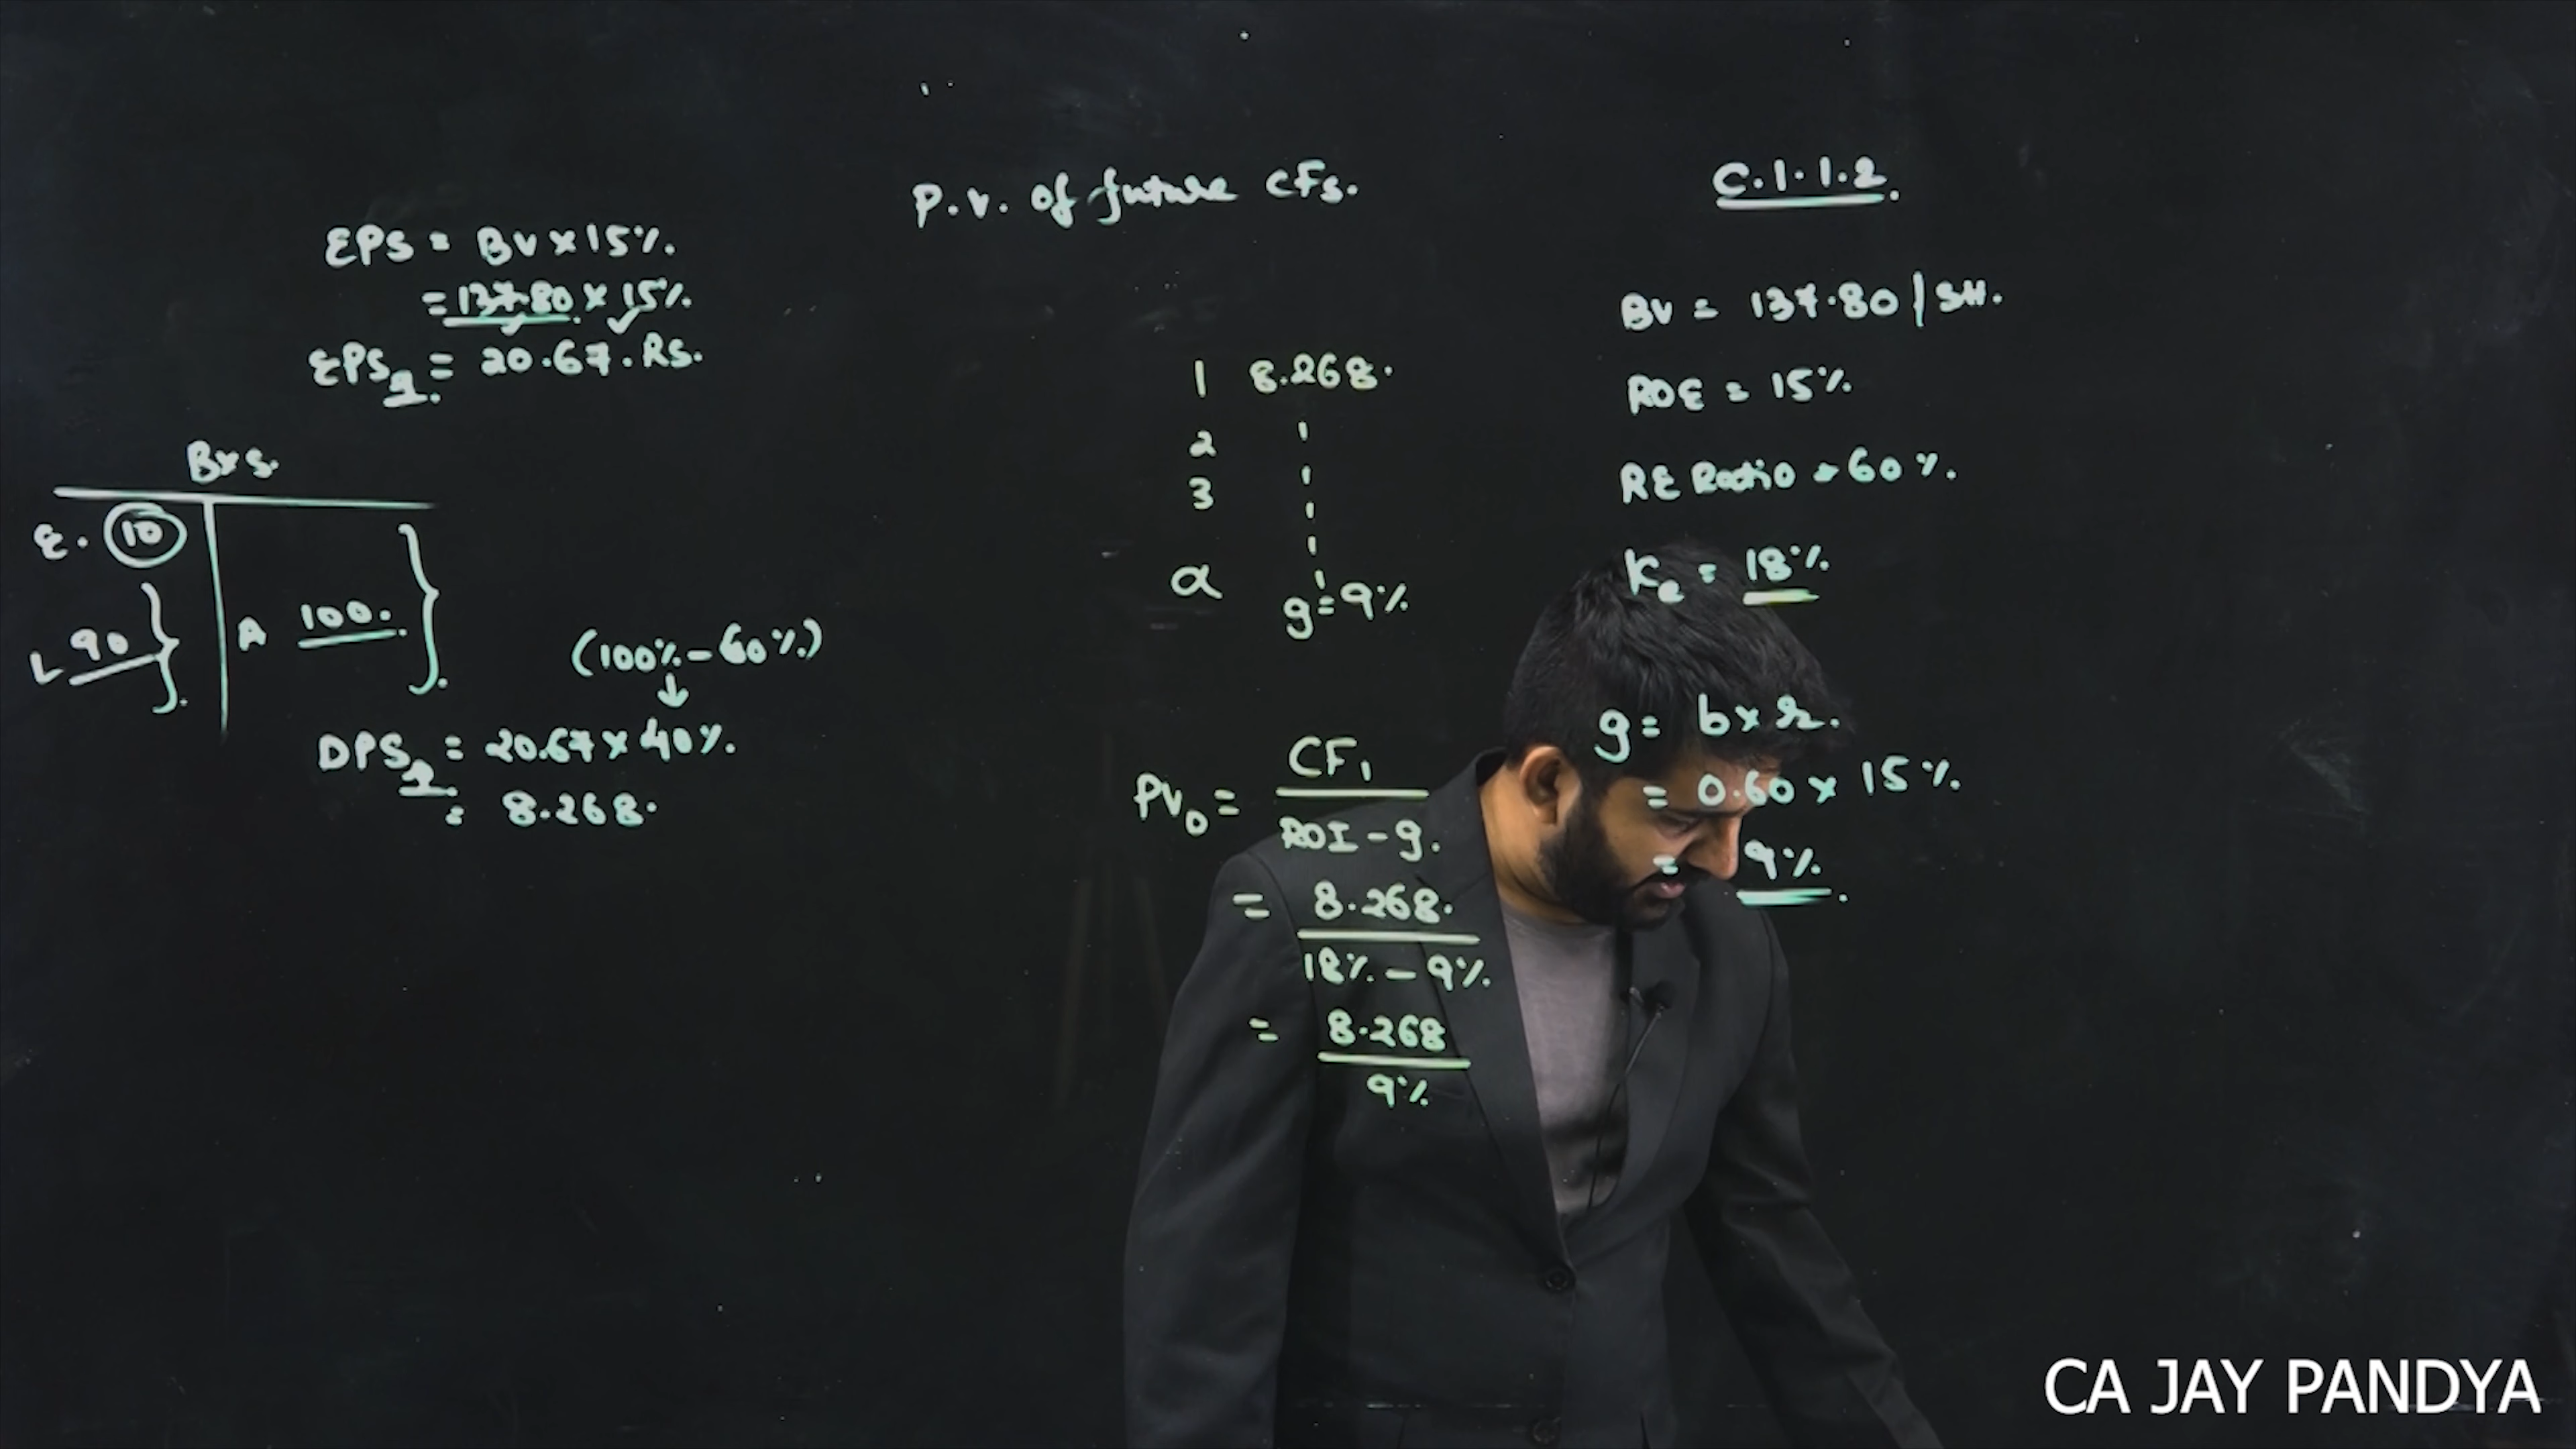 EPS = BV × 15%.
= 137.80 × 15%.
EPS1 = 20.67. RS.
B×S.
E. 10
L 90
A 100.
(100% - 60%)
↓
DPS1 = 20.67 × 40%.
= 8.268.
P.V. of future CFs.
1 8.268.
2
3
α
g = 9%
PV0 = CF1
ROI - g.
= 8.268.
18% - 9%.
= 8.268
9%
C.1.1.2.
BV = 137.80 / SH.
ROE = 15%
RE Ratio = 60%.
Ke = 18%.
g = b × r.
= 0.60 × 15%.
= 9%.
CA JAY PANDYA